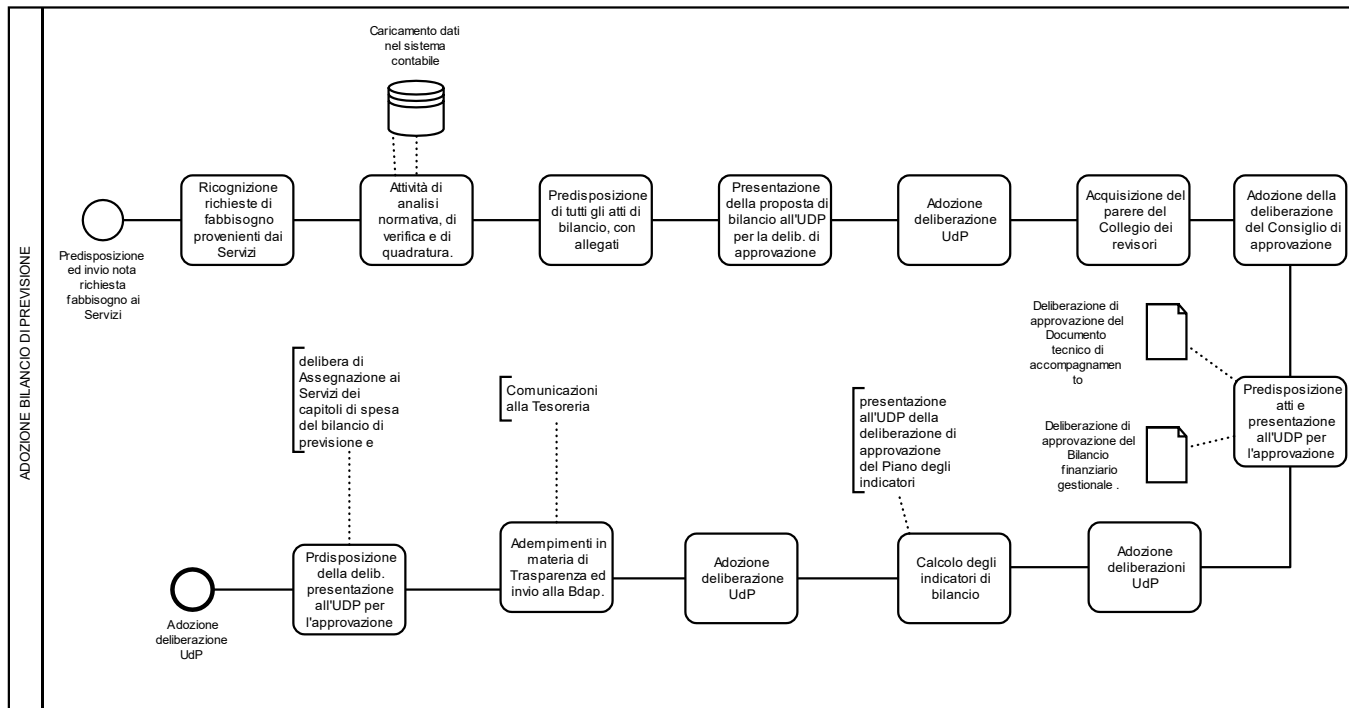 ADOZIONE BILANCIO DI PREVISIONE
Caricamento dati
nel sistema
contabile
Predisposizione
ed invio nota
richiesta
fabbisogno ai
Servizi
Ricognizione
richieste di
fabbisogno
provenienti dai
Servizi
Attività di
analisi
normativa, di
verifica e di
quadratura.
Predisposizione
di tutti gli atti di
bilancio, con
allegati
Presentazione
della proposta di
bilancio all'UDP
per la delib. di
approvazione
Adozione
deliberazione
UdP
Acquisizione del
parere del
Collegio dei
revisori
Adozione della
deliberazione
del Consiglio di
approvazione
Deliberazione di
approvazione del
Documento
tecnico di
accompagname
nto
Deliberazione di
approvazione del
Bilancio
finanziario
gestionale .
Predisposizione
atti e
presentazione
all'UDP per
l'approvazione
Adozione
deliberazioni
UdP
presentazione
all'UDP della
deliberazione di
approvazione
del Piano degli
indicatori
Calcolo degli
indicatori di
bilancio
Adozione
deliberazione
UdP
Comunicazioni
alla Tesoreria
Adempimenti in
materia di
Trasparenza ed
invio alla Bdap.
delibera di
Assegnazione ai
Servizi dei
capitoli di spesa
del bilancio di
previsione e
Prdisposizione
della delib.
presentazione
all'UDP per
l'approvazione
Adozione
deliberazione
UdP